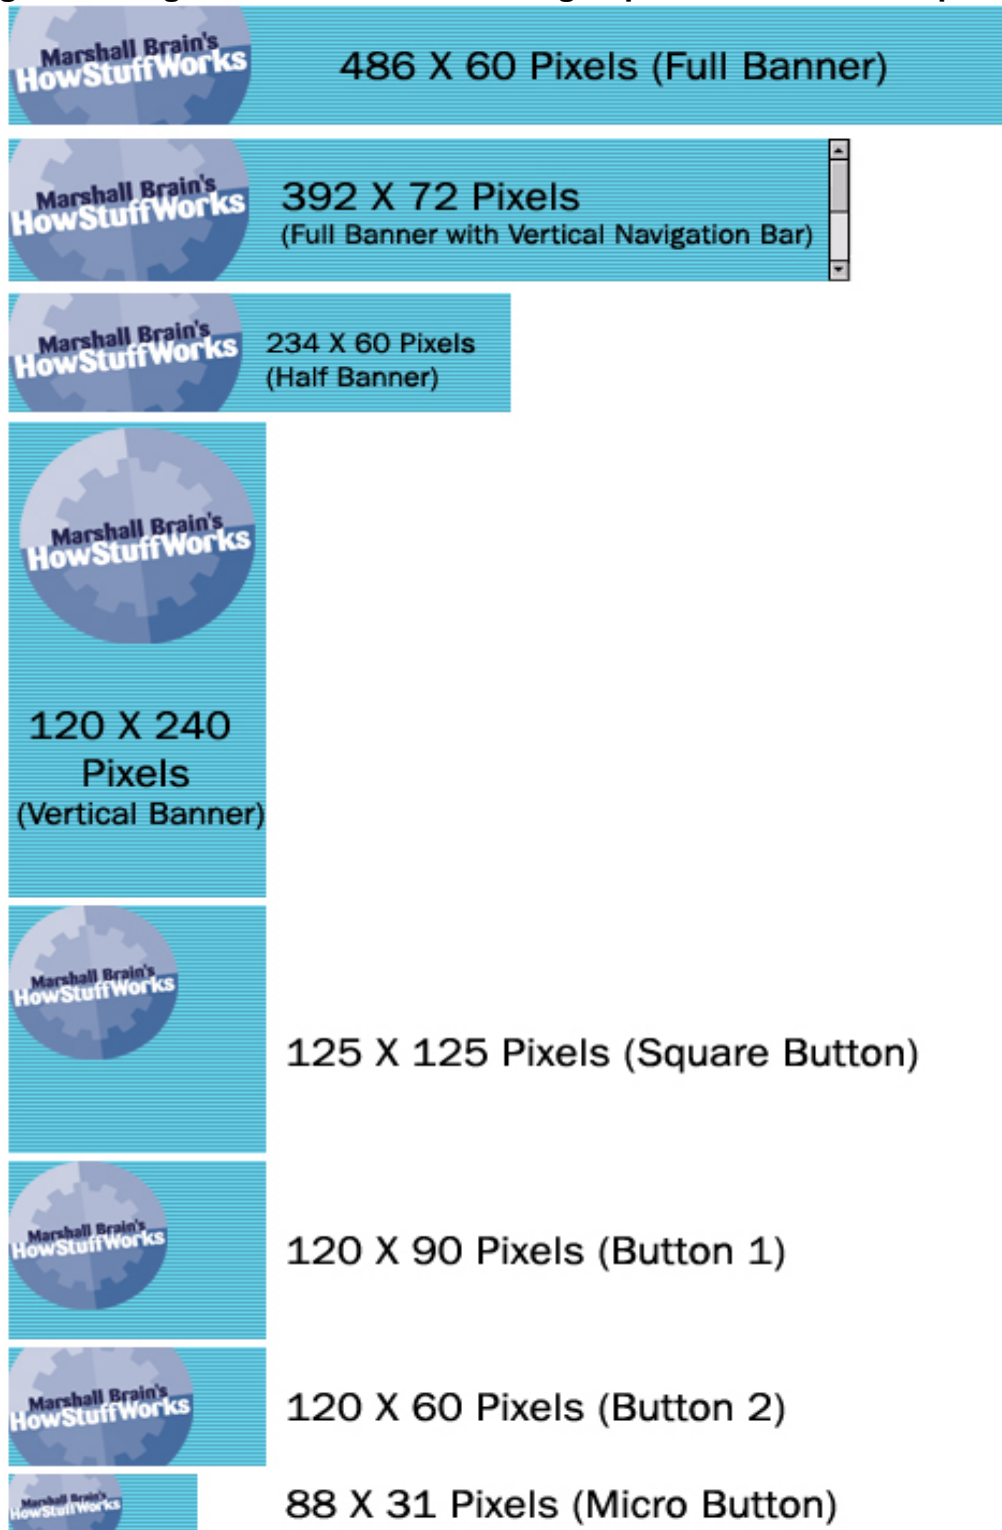 Marshall Brain's
HowStuffWorks
486 X 60 Pixels (Full Banner)
Marshall Brain's
HowStuffWorks
392 X 72 Pixels
(Full Banner with Vertical Navigation Bar)
Marshall Brain's
HowStuffWorks
234 X 60 Pixels
(Half Banner)
Marshall Brain's
HowStuffWorks
120 X 240
Pixels
(Vertical Banner)
Marshall Brain's
HowStuffWorks
125 X 125 Pixels (Square Button)
Marshall Brain's
HowStuffWorks
120 X 90 Pixels (Button 1)
Marshall Brain's
HowStuffWorks
120 X 60 Pixels (Button 2)
Marshall Brain's
HowStuffWorks
88 X 31 Pixels (Micro Button)